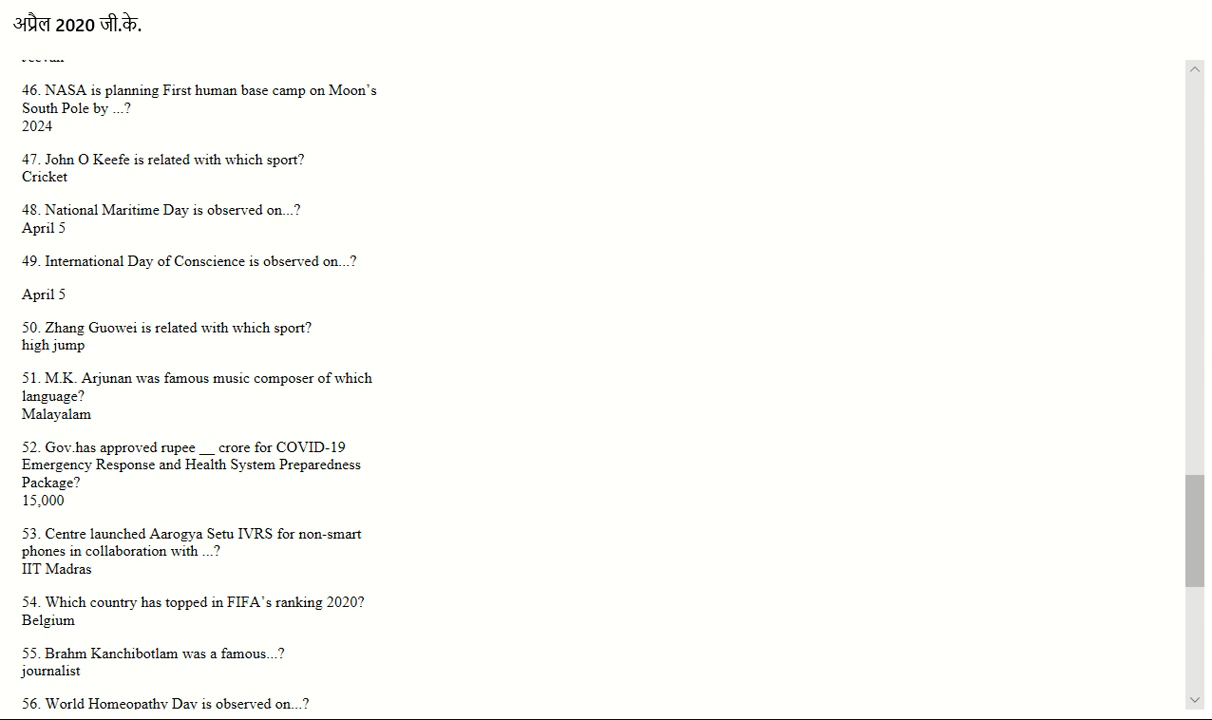 अप्रैल 2020 जी.के.
46. NASA is planning First human base camp on Moon's
South Pole by ...?
2024
47. John O Keefe is related with which sport?
Cricket
48. National Maritime Day is observed on...?
April 5
49. International Day of Conscience is observed on...?
April 5
50. Zhang Guowei is related with which sport?
high jump
51. M.K. Arjunan was famous music composer of which
language?
Malayalam
52. Gov.has approved rupee __ crore for COVID-19
Emergency Response and Health System Preparedness
Package?
15,000
53. Centre launched Aarogya Setu IVRS for non-smart
phones in collaboration with ...?
IIT Madras
54. Which country has topped in FIFA's ranking 2020?
Belgium
55. Brahm Kanchibotlam was a famous...?
journalist
56. World Homeopathy Day is observed on...?